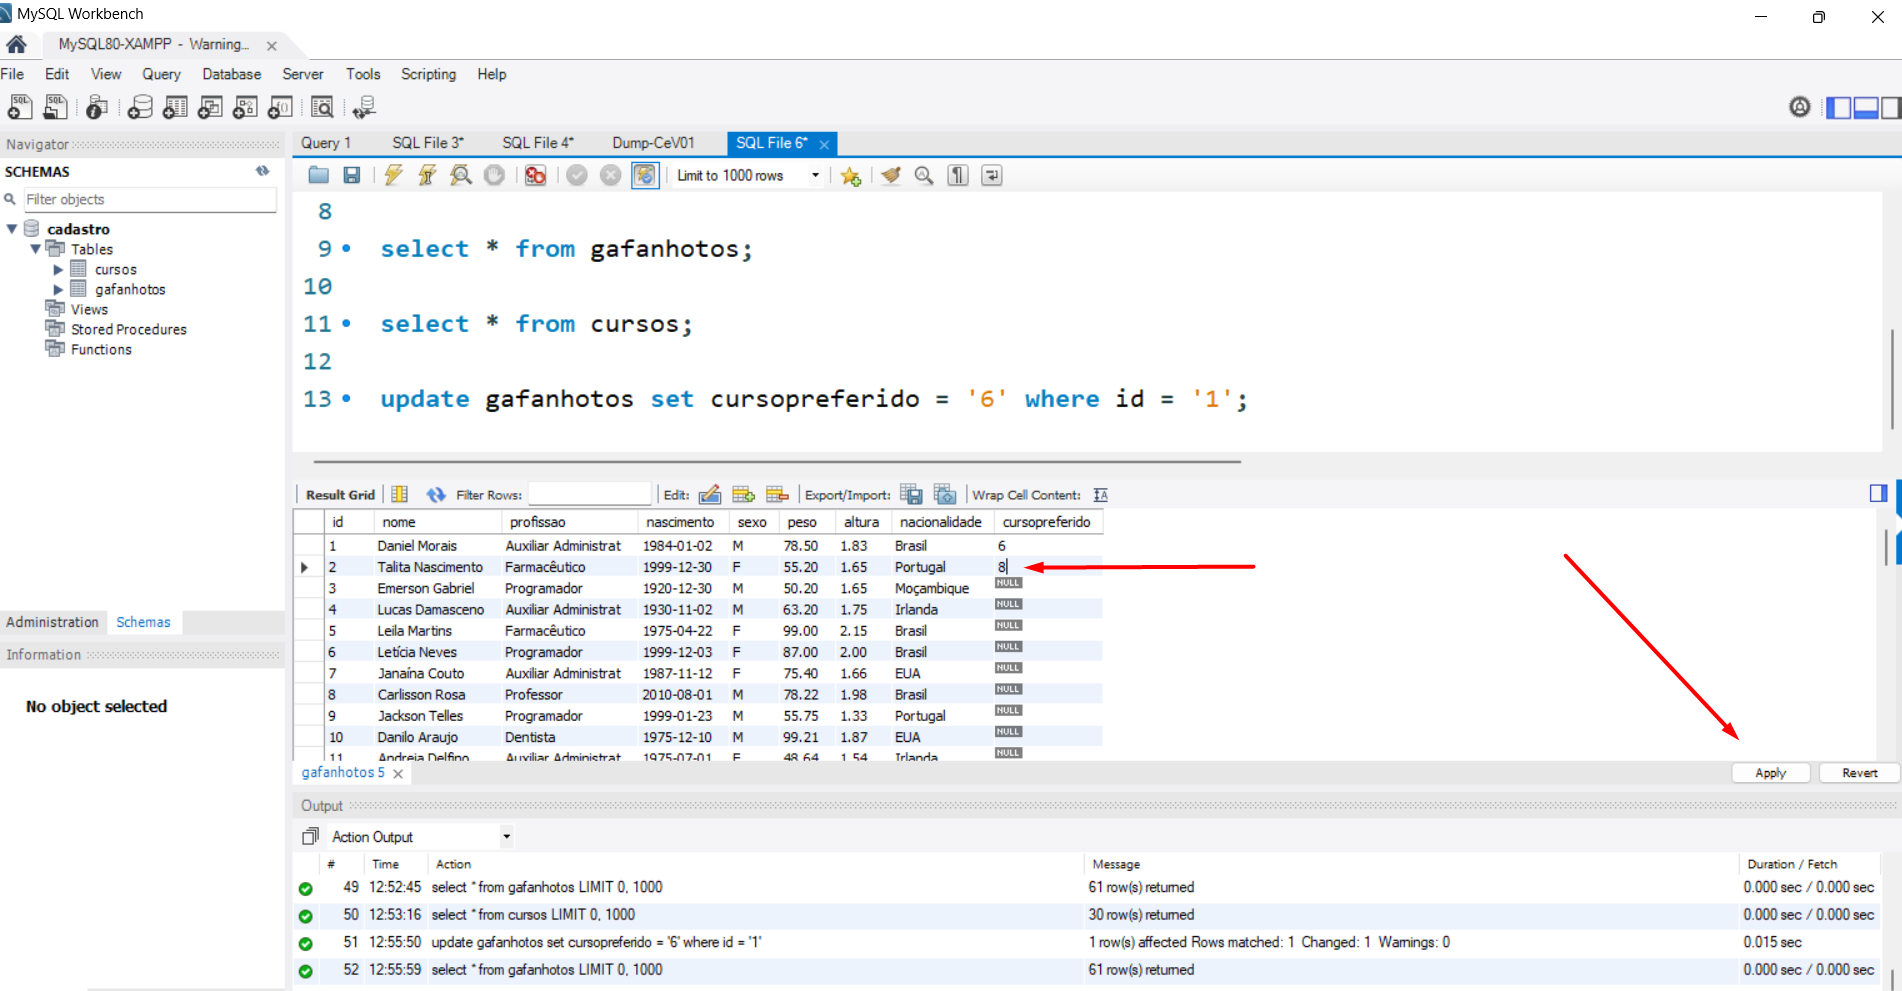 MySQL Workbench
MySQL80-XAMPP - Warning...
File Edit View Query Database Server Tools Scripting Help
Navigator
SCHEMAS
Filter objects
cadastro
Tables
cursos
gafanhotos
Views
Stored Procedures
Functions
Administration Schemas
Information
No object selected
Query 1 SQL File 3* SQL File 4* Dump-CeV01 SQL File 6*
Limit to 1000 rows
8
9 select * from gafanhotos;
10
11 select * from cursos;
12
13 update gafanhotos set cursopreferido = '6' where id = '1';
Result Grid Filter Rows: Edit: Export/Import: Wrap Cell Content:
id nome profissao nascimento sexo peso altura nacionalidade cursopreferido
1 Daniel Morais Auxiliar Administrat 1984-01-02 M 78.50 1.83 Brasil 6
2 Talita Nascimento Farmacêutico 1999-12-30 F 55.20 1.65 Portugal 8
3 Emerson Gabriel Programador 1920-12-30 M 50.20 1.65 Moçambique NULL
4 Lucas Damasceno Auxiliar Administrat 1930-11-02 M 63.20 1.75 Irlanda NULL
5 Leila Martins Farmacêutico 1975-04-22 F 99.00 2.15 Brasil NULL
6 Letícia Neves Programador 1999-12-03 F 87.00 2.00 Brasil NULL
7 Janaína Couto Auxiliar Administrat 1987-11-12 F 75.40 1.66 EUA NULL
8 Carlisson Rosa Professor 2010-08-01 M 78.22 1.98 Brasil NULL
9 Jackson Telles Programador 1999-01-23 M 55.75 1.33 Portugal NULL
10 Danilo Araujo Dentista 1975-12-10 M 99.21 1.87 EUA NULL
11 Andreia Delfino Auxiliar Administrat 1975-07-01 F 48.64 1.54 Irlanda NULL
gafanhotos 5
Apply Revert
Output
Action Output
# Time Action Message Duration / Fetch
49 12:52:45 select * from gafanhotos LIMIT 0, 1000 61 row(s) returned 0.000 sec / 0.000 sec
50 12:53:16 select * from cursos LIMIT 0, 1000 30 row(s) returned 0.000 sec / 0.000 sec
51 12:55:50 update gafanhotos set cursopreferido = '6' where id = '1' 1 row(s) affected Rows matched: 1 Changed: 1 Warnings: 0 0.015 sec
52 12:55:59 select * from gafanhotos LIMIT 0, 1000 61 row(s) returned 0.000 sec / 0.000 sec